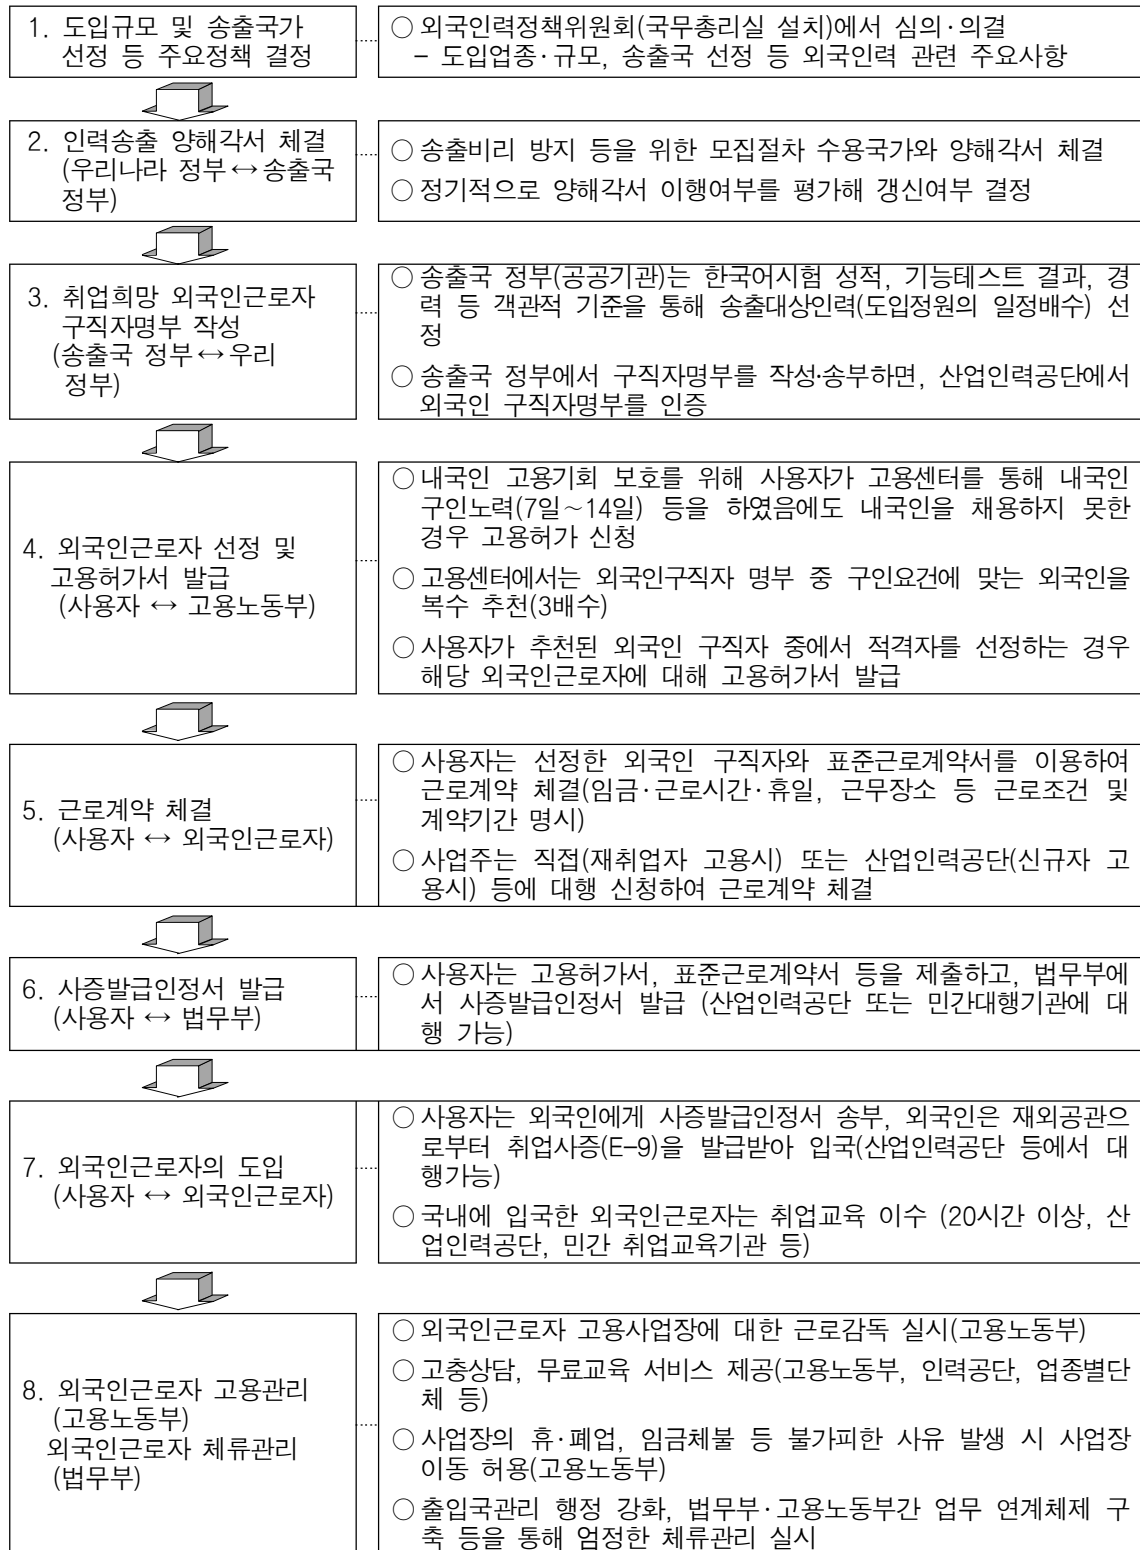 1. 도입규모 및 송출국가
선정 등 주요정책 결정
○ 외국인력정책위원회(국무총리실 설치)에서 심의·의결
- 도입업종·규모, 송출국 선정 등 외국인력 관련 주요사항
2. 인력송출 양해각서 체결
(우리나라 정부↔송출국
정부)
○ 송출비리 방지 등을 위한 모집절차 수용국가와 양해각서 체결
○ 정기적으로 양해각서 이행여부를 평가해 갱신여부 결정
3. 취업희망 외국인근로자
구직자명부 작성
(송출국 정부↔우리
정부)
○ 송출국 정부(공공기관)는 한국어시험 성적, 기능테스트 결과, 경
력 등 객관적 기준을 통해 송출대상인력(도입정원의 일정배수) 선
정
○ 송출국 정부에서 구직자명부를 작성·송부하면, 산업인력공단에서
외국인 구직자명부를 인증
4. 외국인근로자 선정 및
고용허가서 발급
(사용자 ↔ 고용노동부)
○ 내국인 고용기회 보호를 위해 사용자가 고용센터를 통해 내국인
구인노력(7일~14일) 등을 하였음에도 내국인을 채용하지 못한
경우 고용허가 신청
○ 고용센터에서는 외국인구직자 명부 중 구인요건에 맞는 외국인을
복수 추천(3배수)
○ 사용자가 추천된 외국인 구직자 중에서 적격자를 선정하는 경우
해당 외국인근로자에 대해 고용허가서 발급
5. 근로계약 체결
(사용자 ↔ 외국인근로자)
○ 사용자는 선정한 외국인 구직자와 표준근로계약서를 이용하여
근로계약 체결(임금·근로시간·휴일, 근무장소 등 근로조건 및
계약기간 명시)
○ 사업주는 직접(재취업자 고용시) 또는 산업인력공단(신규자 고
용시) 등에 대행 신청하여 근로계약 체결
6. 사증발급인정서 발급
(사용자 ↔ 법무부)
○ 사용자는 고용허가서, 표준근로계약서 등을 제출하고, 법무부에
서 사증발급인정서 발급 (산업인력공단 또는 민간대행기관에 대
행 가능)
7. 외국인근로자의 도입
(사용자 ↔ 외국인근로자)
○ 사용자는 외국인에게 사증발급인정서 송부, 외국인은 재외공관으
로부터 취업사증(E-9)을 발급받아 입국(산업인력공단 등에서 대
행가능)
○ 국내에 입국한 외국인근로자는 취업교육 이수 (20시간 이상, 산
업인력공단, 민간 취업교육기관 등)
8. 외국인근로자 고용관리
(고용노동부)
외국인근로자 체류관리
(법무부)
○ 외국인근로자 고용사업장에 대한 근로감독 실시(고용노동부)
○ 고충상담, 무료교육 서비스 제공(고용노동부, 인력공단, 업종별단
체 등)
○ 사업장의 휴·폐업, 임금체불 등 불가피한 사유 발생 시 사업장
이동 허용(고용노동부)
○ 출입국관리 행정 강화, 법무부·고용노동부간 업무 연계체제 구
축 등을 통해 엄정한 체류관리 실시